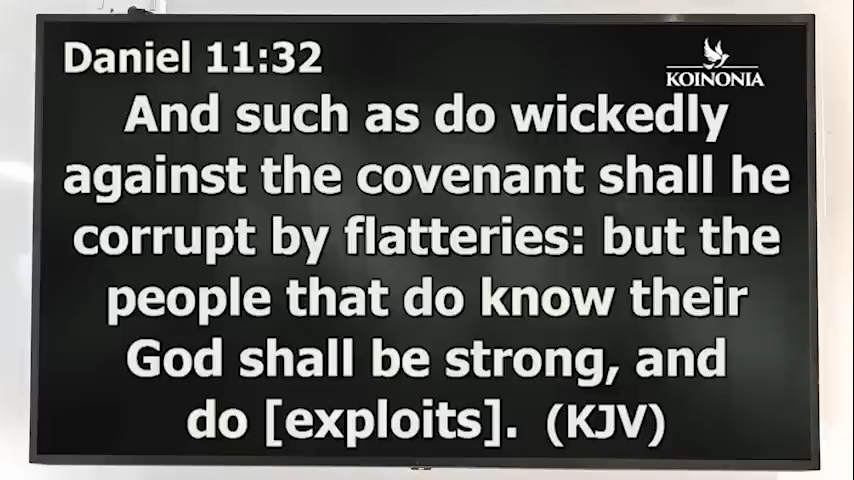 Daniel 11:32
KOINONIA
And such as do wickedly
against the covenant shall he
corrupt by flatteries: but the
people that do know their
God shall be strong, and
do [exploits]. (KJV)